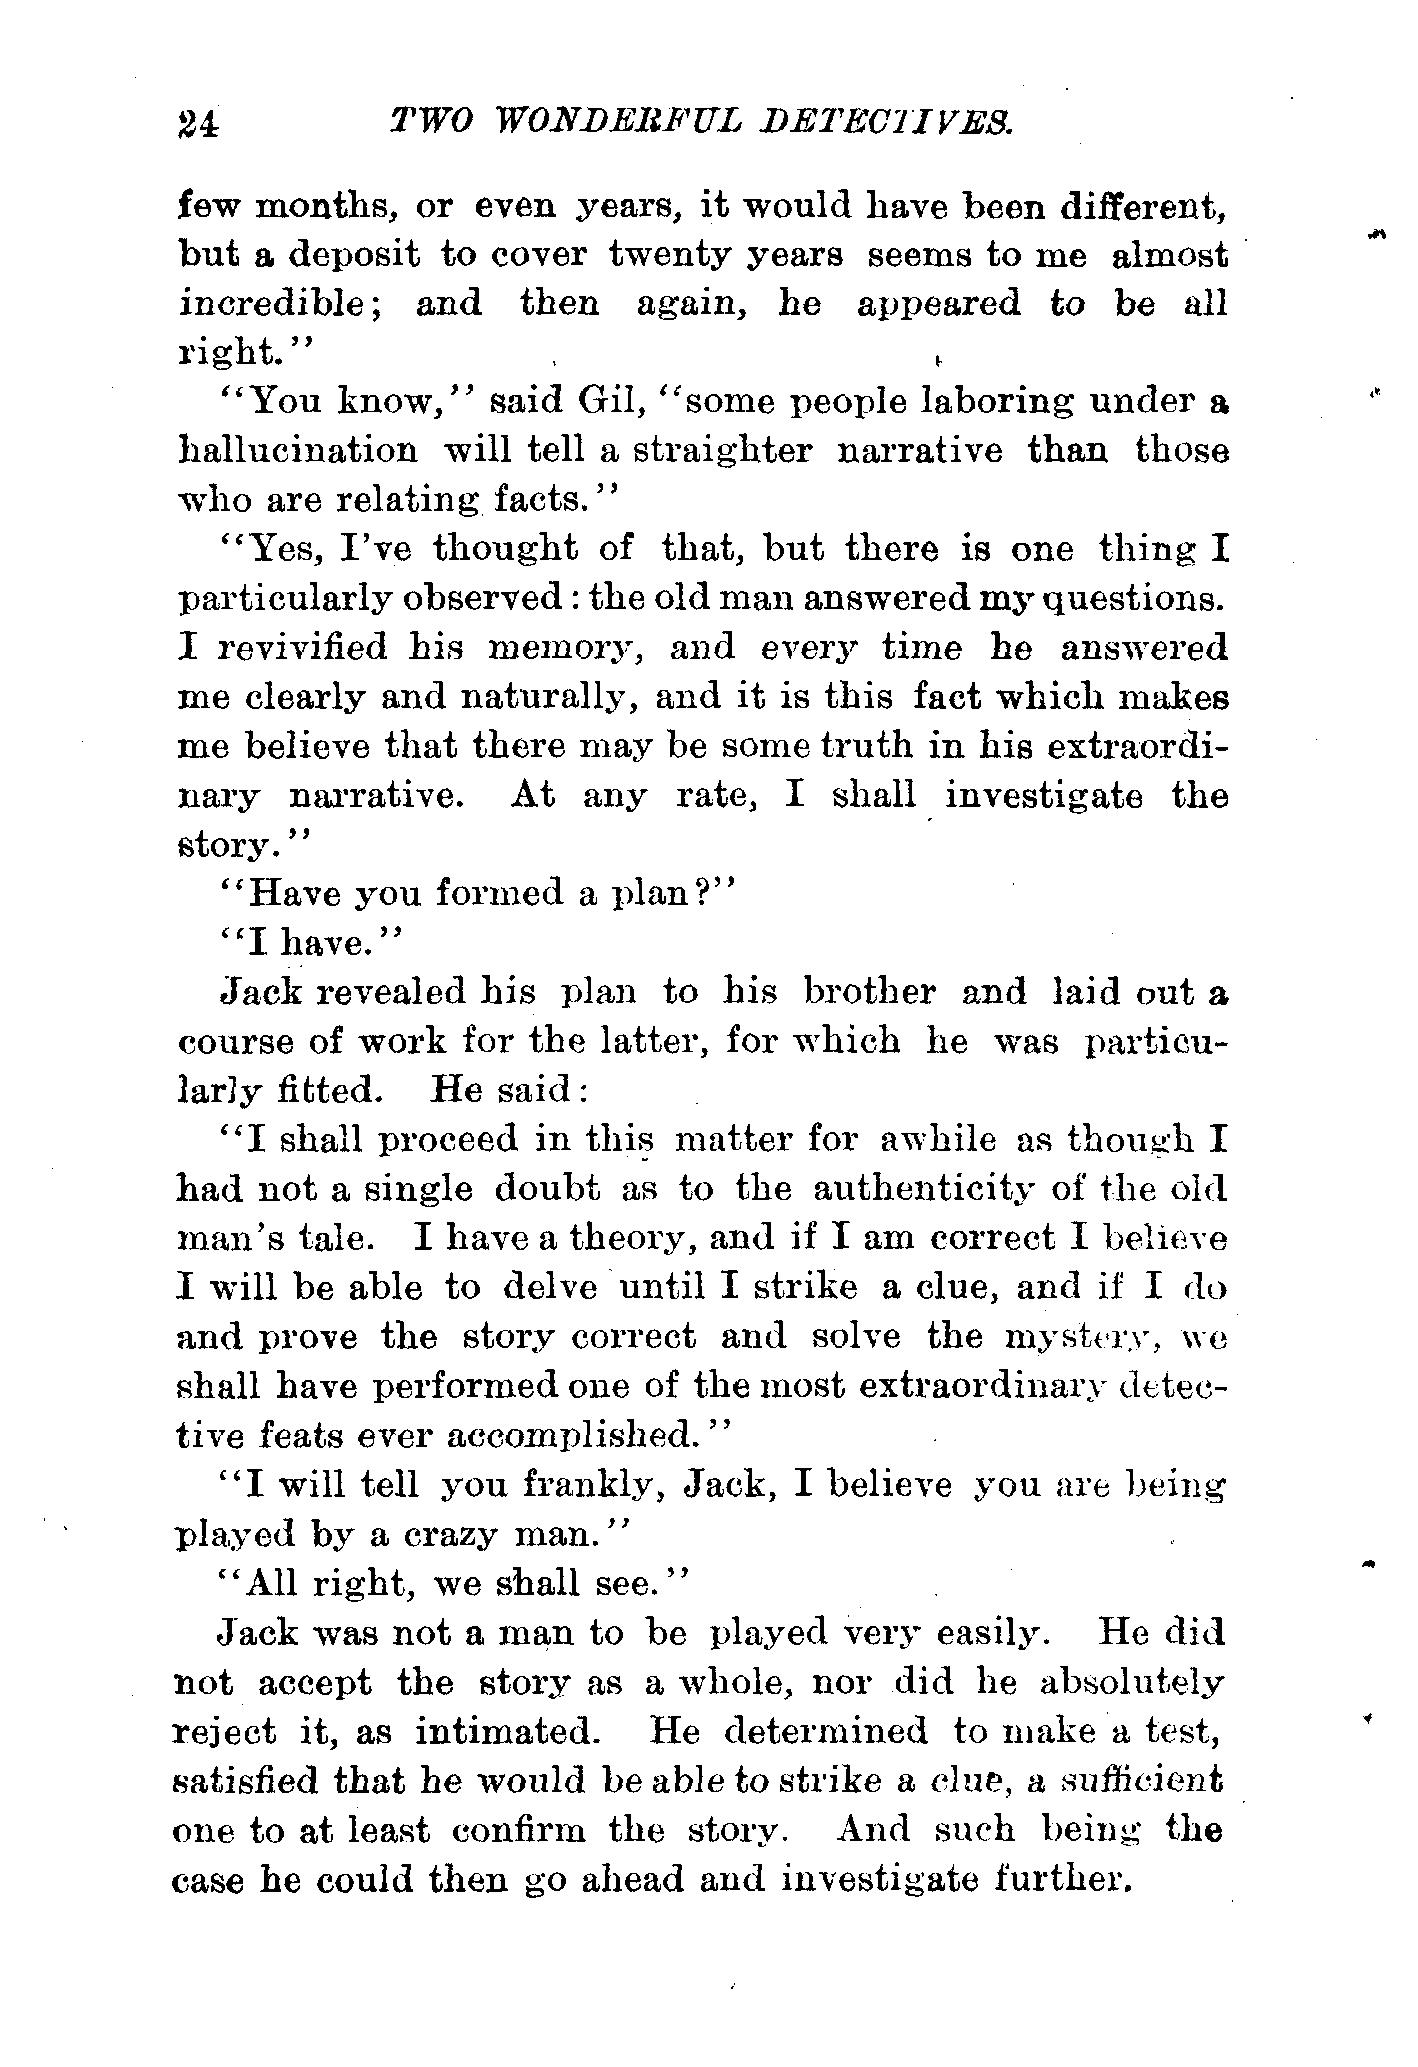 24 TWO WONDERFUL DETECTIVES.
few months, or even years, it would have been different,
but a deposit to cover twenty years seems to me almost
incredible; and then again, he appeared to be all
right."
"You know," said Gil, "some people laboring under a
hallucination will tell a straighter narrative than those
who are relating facts."
"Yes, I've thought of that, but there is one thing I
particularly observed: the old man answered my questions.
I revivified his memory, and every time he answered
me clearly and naturally, and it is this fact which makes
me believe that there may be some truth in his extraordi-
nary narrative. At any rate, I shall investigate the
story."
"Have you formed a plan?"
"I have."
Jack revealed his plan to his brother and laid out a
course of work for the latter, for which he was particu-
larly fitted. He said:
"I shall proceed in this matter for awhile as though I
had not a single doubt as to the authenticity of the old
man's tale. I have a theory, and if I am correct I believe
I will be able to delve until I strike a clue, and if I do
and prove the story correct and solve the mystery, we
shall have performed one of the most extraordinary detec-
tive feats ever accomplished."
"I will tell you frankly, Jack, I believe you are being
played by a crazy man."
"All right, we shall see."
Jack was not a man to be played very easily. He did
not accept the story as a whole, nor did he absolutely
reject it, as intimated. He determined to make a test,
satisfied that he would be able to strike a clue, a sufficient
one to at least confirm the story. And such being the
case he could then go ahead and investigate further.